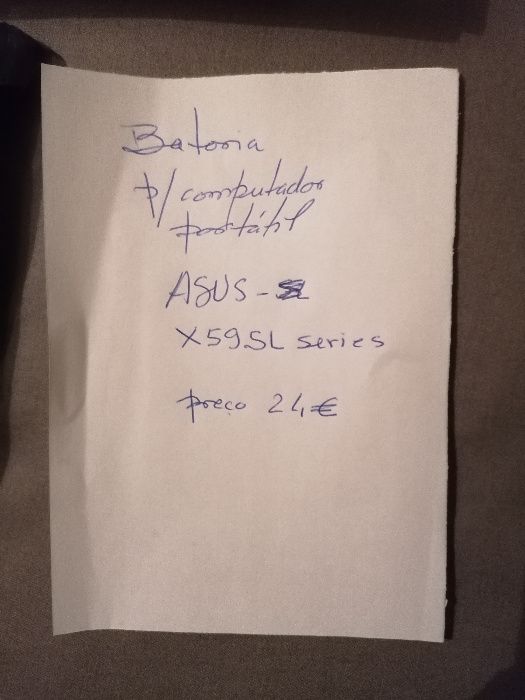 Bateria
p/ computador
portátil
ASUS -
X59SL series
preço 24,€